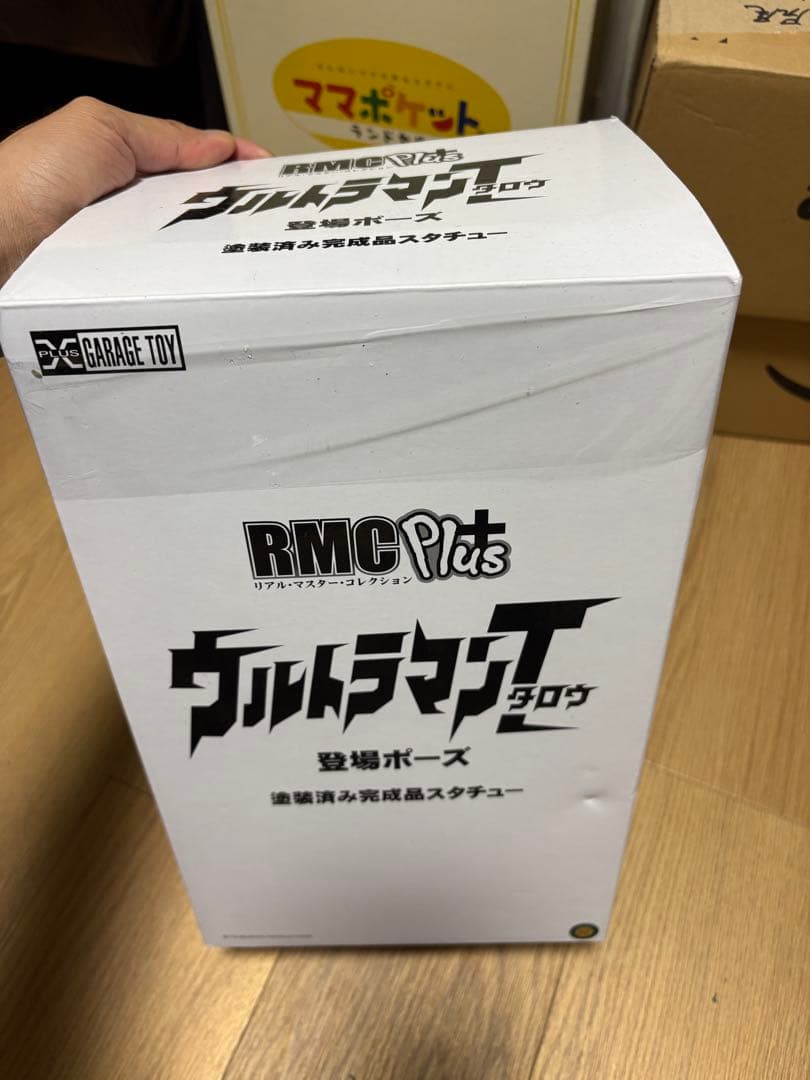 ママポケット
RMC Plus
ウルトラマンT
タロウ
登場ポーズ
塗装済み完成品スタチュー
X PLUS GARAGE TOY
RMC Plus
リアル・マスター・コレクション
ウルトラマンT
タロウ
登場ポーズ
塗装済み完成品スタチュー